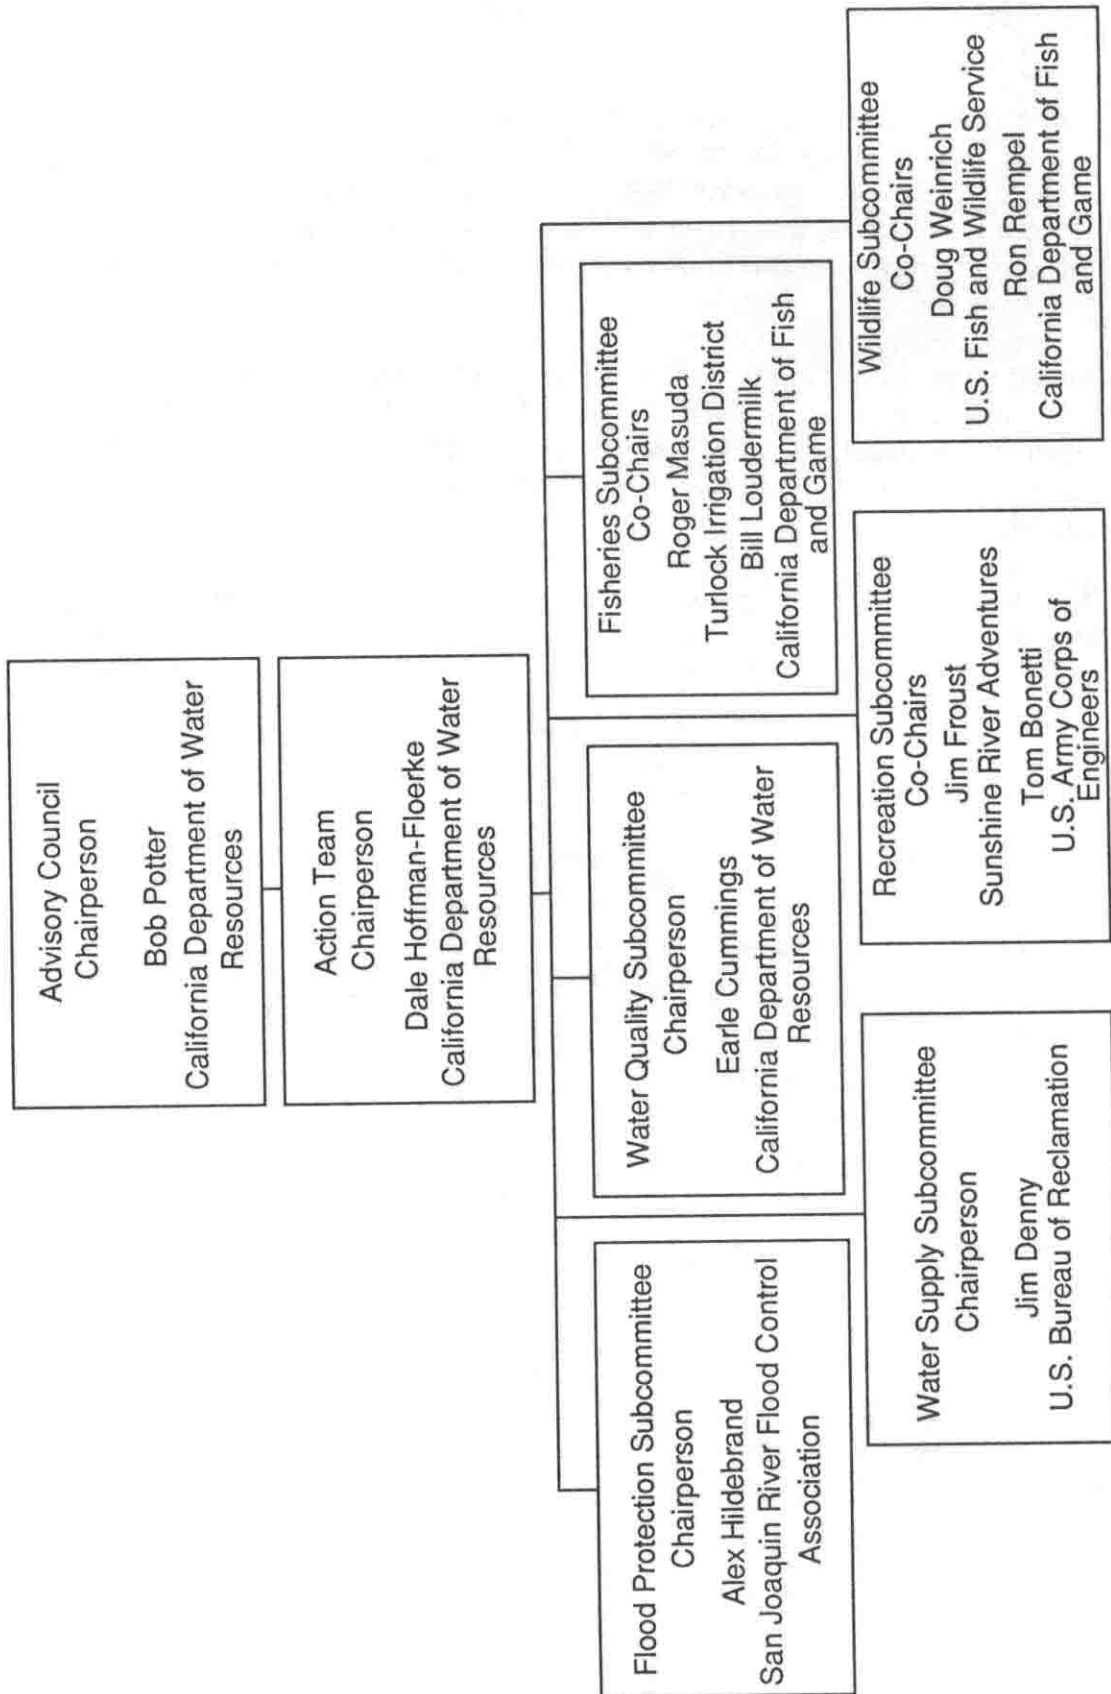 Advisory Council
Chairperson
Bob Potter
California Department of Water
Resources
Action Team
Chairperson
Dale Hoffman-Floerke
California Department of Water
Resources
Flood Protection Subcommittee
Chairperson
Alex Hildebrand
San Joaquin River Flood Control
Association
Water Quality Subcommittee
Chairperson
Earle Cummings
California Department of Water
Resources
Fisheries Subcommittee
Co-Chairs
Roger Masuda
Turlock Irrigation District
Bill Loudermilk
California Department of Fish
and Game
Water Supply Subcommittee
Chairperson
Jim Denny
U.S. Bureau of Reclamation
Recreation Subcommittee
Co-Chairs
Jim Froust
Sunshine River Adventures
Tom Bonetti
U.S. Army Corps of
Engineers
Wildlife Subcommittee
Co-Chairs
Doug Weinrich
U.S. Fish and Wildlife Service
Ron Rempel
California Department of Fish
and Game